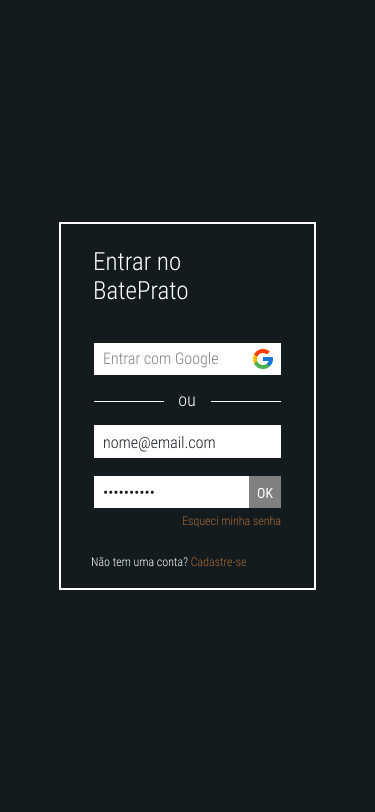 Entrar no
BatePrato
Entrar com Google
ou
nome@email.com
••••••••••
OK
Esqueci minha senha
Não tem uma conta? Cadastre-se